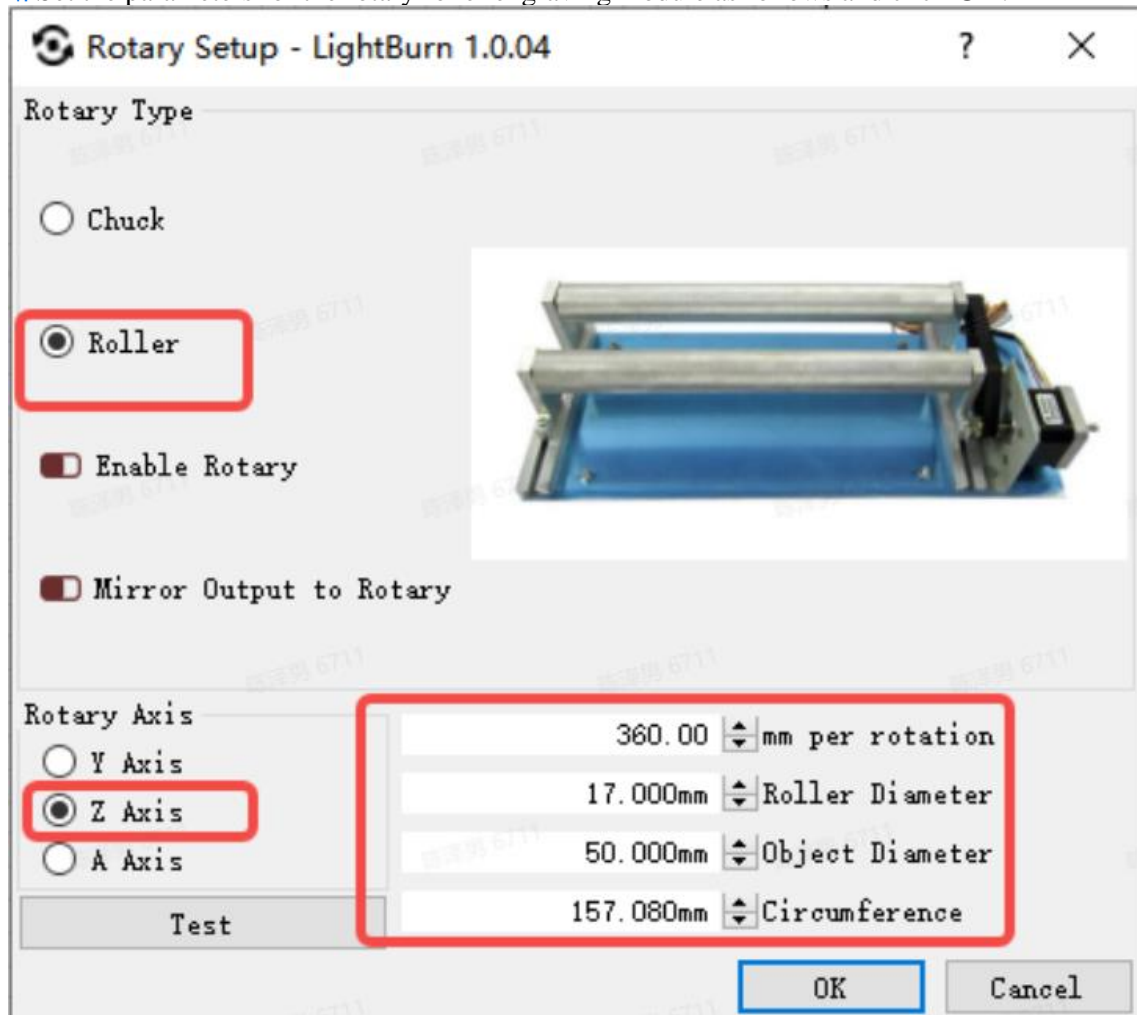 Rotary Setup - LightBurn 1.0.04
?
Rotary Type
Chuck
Roller
Enable Rotary
Mirror Output to Rotary
Rotary Axis
Y Axis
Z Axis
A Axis
360.00 mm per rotation
17.000mm Roller Diameter
50.000mm Object Diameter
157.080mm Circumference
Test
OK
Cancel